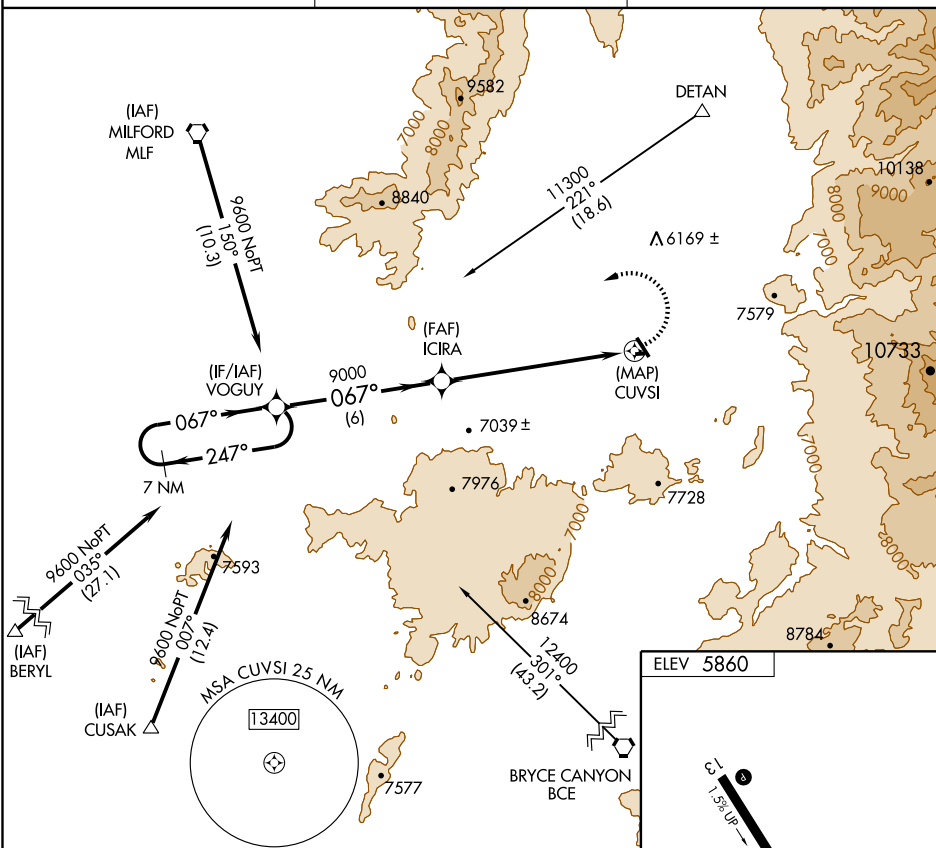 9582
DETAN
(IAF)
MILFORD
MLF
7000
8000
11300
221°
(18.6)
10138
9000
8000
8840
9600 NoPT
150°
(10.3)
6169 ±
7000
7579
(FAF)
ICIRA
10733
(IF/IAF)
VOGUY
9000
067°
(6)
(MAP)
CUVSI
067°
247°
7 NM
7039 ±
7976
7728
7000
7000
8000
9600 NoPT
035°
(27.1)
7593
9600 NoPT
007°
(12.4)
8000
8674
(IAF)
BERYL
12400
301°
(43.2)
8784
MSA CUVSI 25 NM
13400
ELEV 5860
(IAF)
CUSAK
7577
BRYCE CANYON
BCE
13
P
1.5% UP